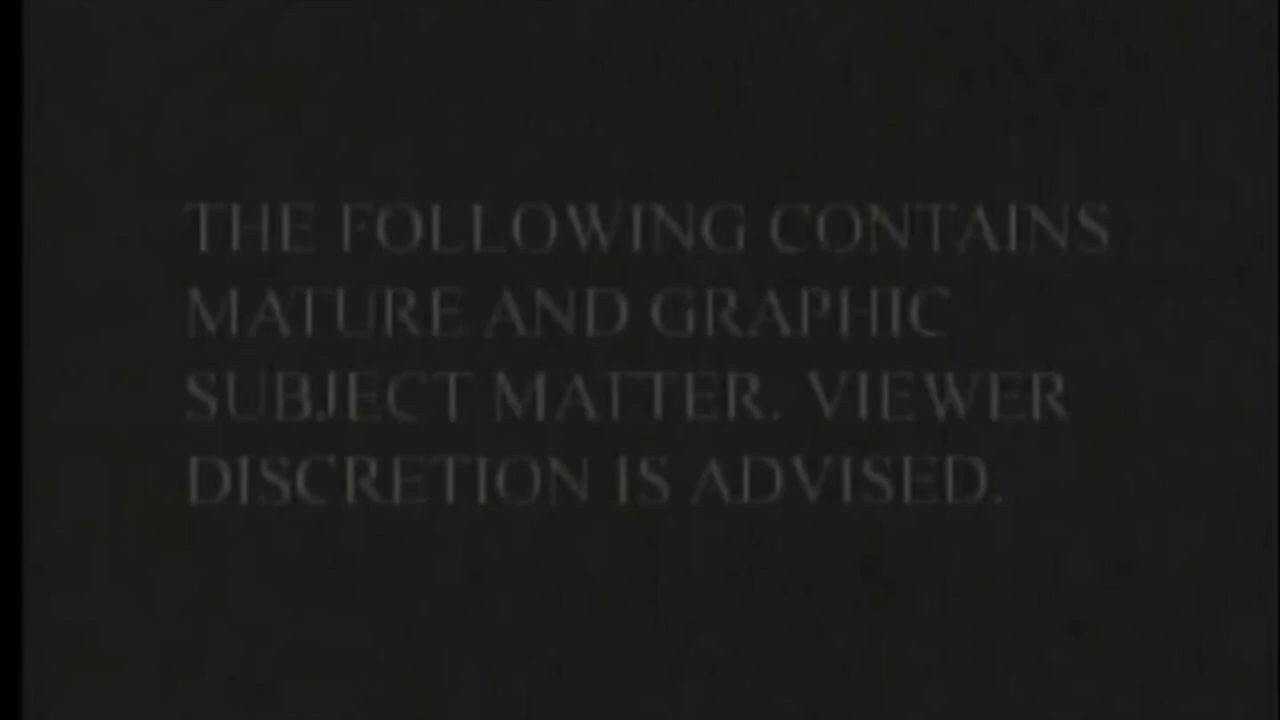 THE FOLLOWING CONTAINS
MATURE AND GRAPHIC
SUBJECT MATTER. VIEWER
DISCRETION IS ADVISED.